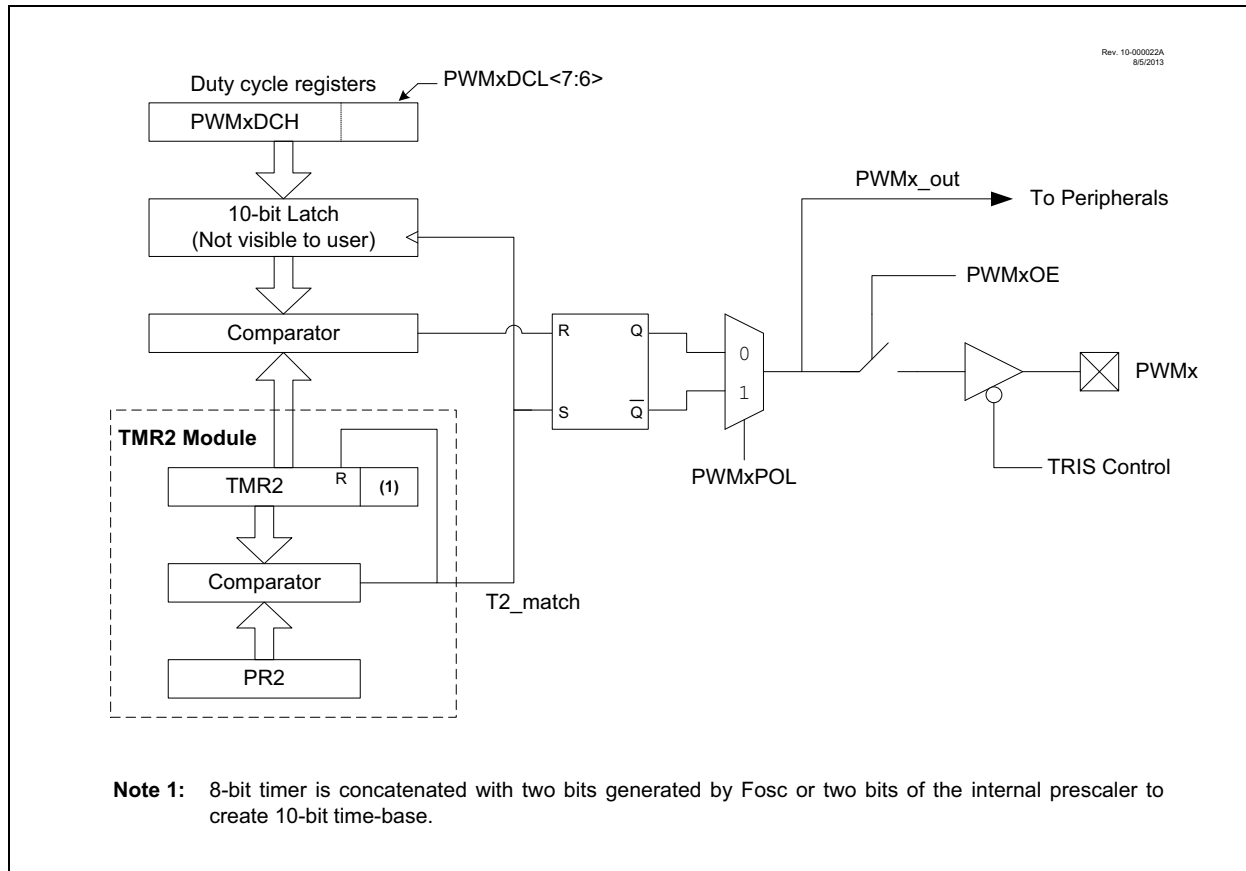 Rev. 10-000022A
8/5/2013
Duty cycle registers
PWMxDCL<7:6>
PWMxDCH
10-bit Latch
(Not visible to user)
Comparator
TMR2 Module
TMR2
R
(1)
Comparator
PR2
T2_match
R
S
Q
Q̅
0
1
PWMxPOL
PWMx_out
To Peripherals
PWMxOE
PWMx
TRIS Control
Note 1: 8-bit timer is concatenated with two bits generated by Fosc or two bits of the internal prescaler to
create 10-bit time-base.